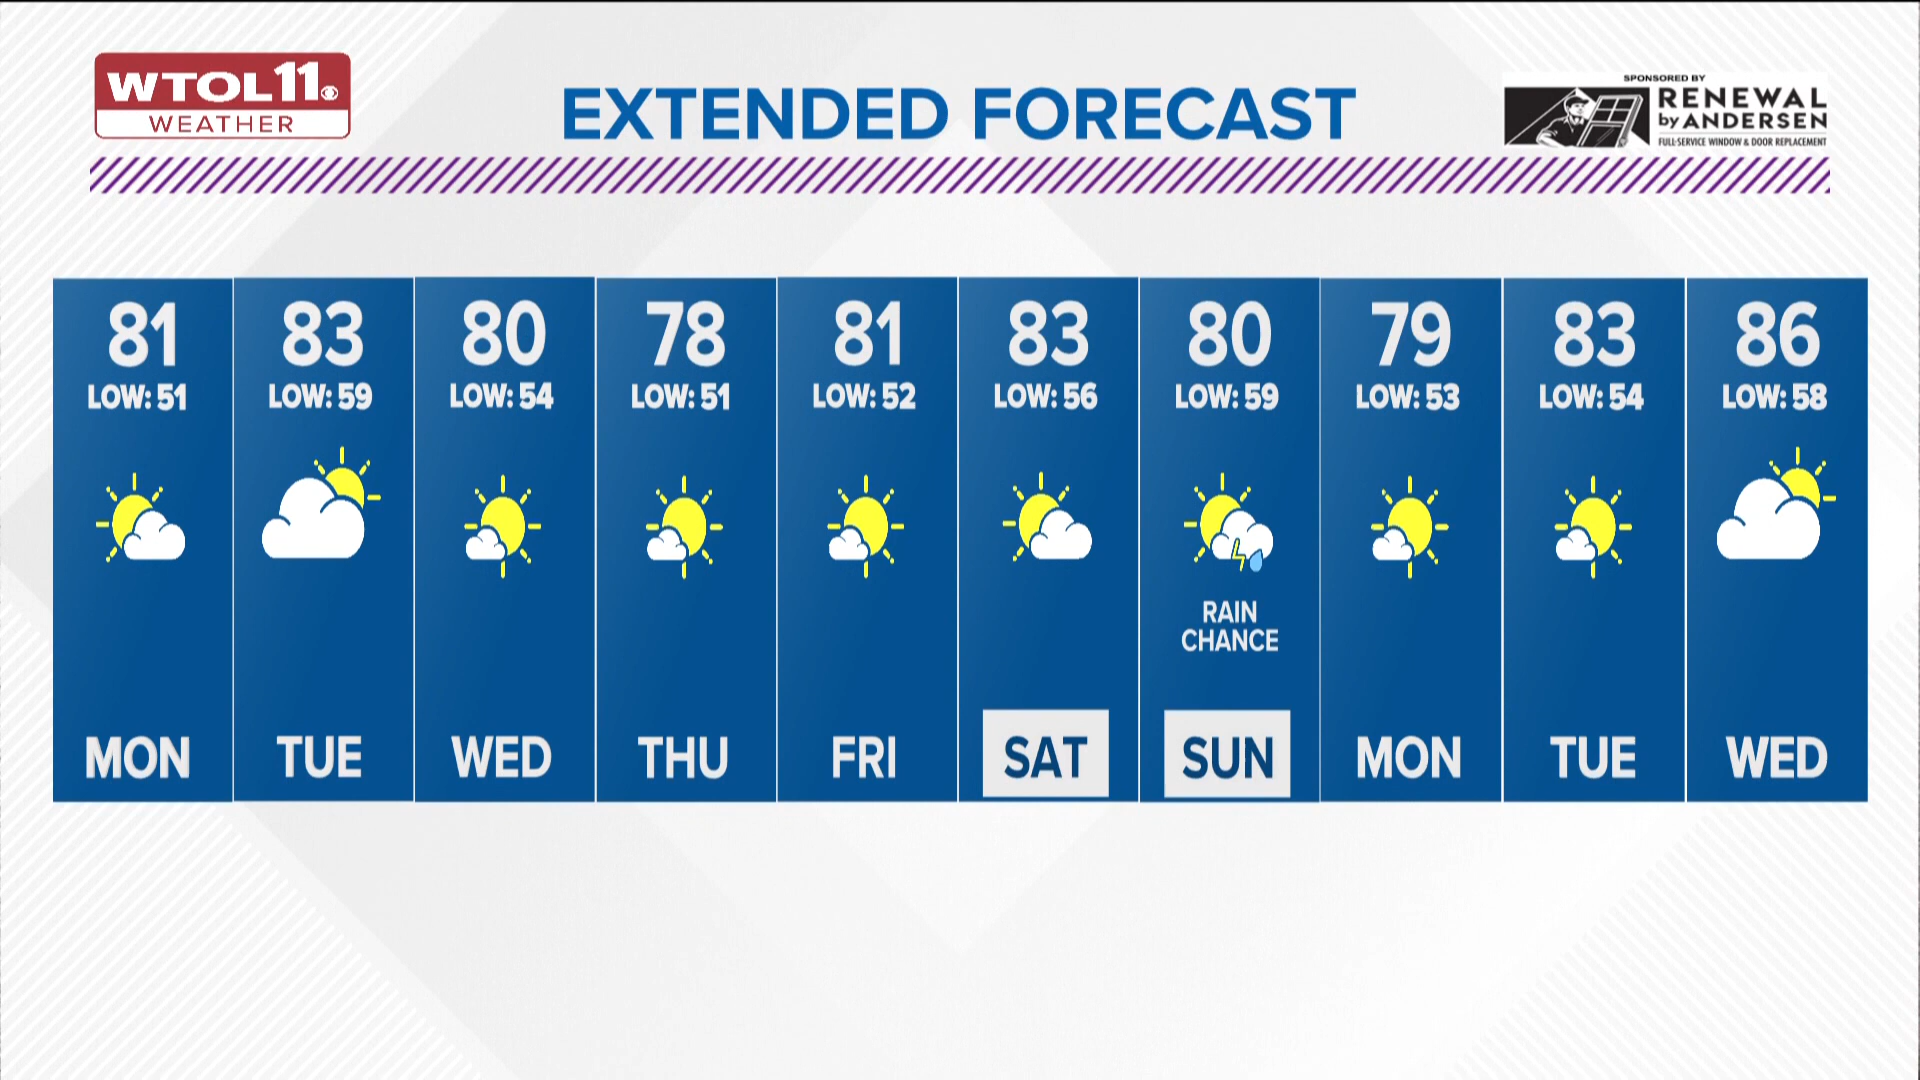 WTOL 11
WEATHER
EXTENDED FORECAST
SPONSORED BY
RENEWAL
by ANDERSEN
FULL-SERVICE WINDOW & DOOR REPLACEMENT
81 83 80 78 81 83 80 79 83 86
LOW: 51 LOW: 59 LOW: 54 LOW: 51 LOW: 52 LOW: 56 LOW: 59 LOW: 53 LOW: 54 LOW: 58
RAIN
CHANCE
MON TUE WED THU FRI SAT SUN MON TUE WED